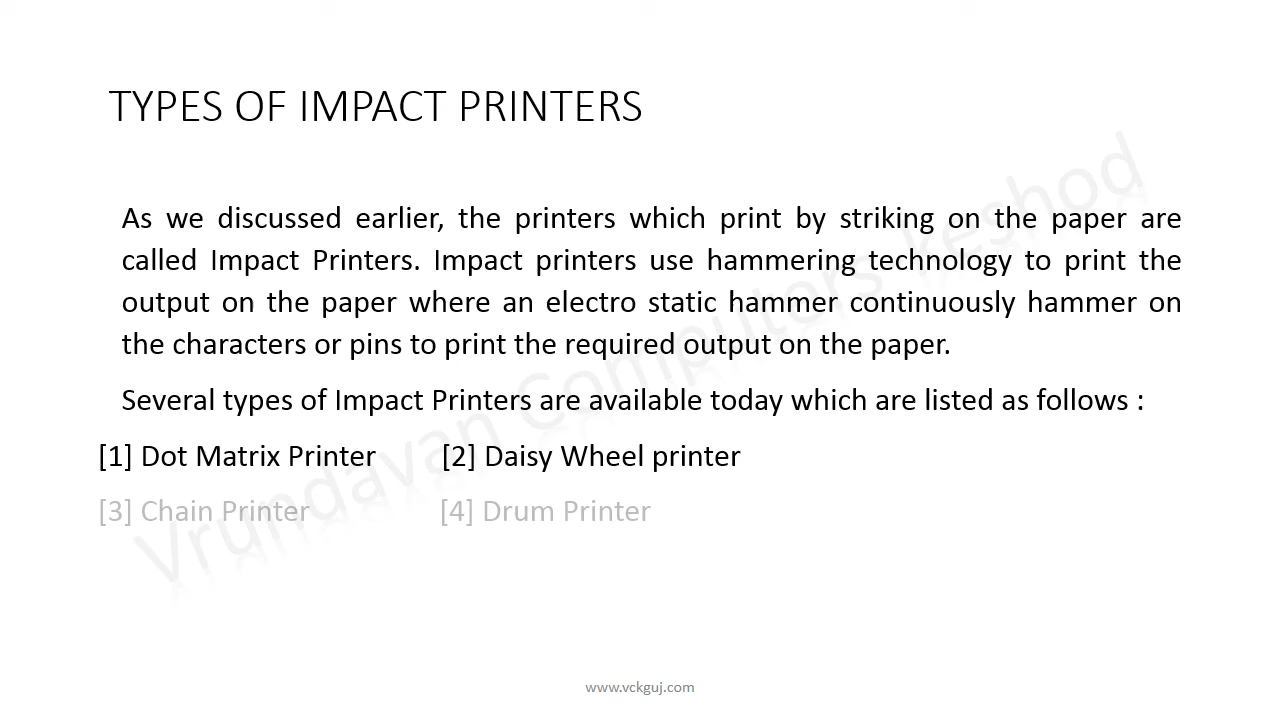 TYPES OF IMPACT PRINTERS
As we discussed earlier, the printers which print by striking on the paper are
called Impact Printers. Impact printers use hammering technology to print the
output on the paper where an electro static hammer continuously hammer on
the characters or pins to print the required output on the paper.
Several types of Impact Printers are available today which are listed as follows :
[1] Dot Matrix Printer [2] Daisy Wheel printer
[3] Chain Printer [4] Drum Printer
Vrundavan Computers keshod
www.vckguj.com